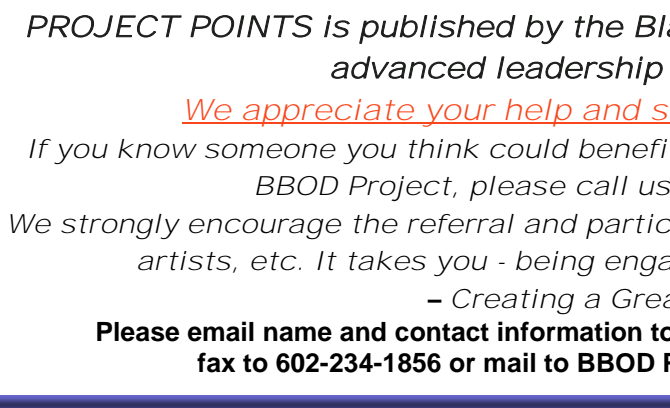 PROJECT POINTS is published by the Bla
advanced leadership
We appreciate your help and s
If you know someone you think could benefi
BBOD Project, please call us
We strongly encourage the referral and partic
artists, etc. It takes you - being enga
– Creating a Grea
Please email name and contact information to
fax to 602-234-1856 or mail to BBOD